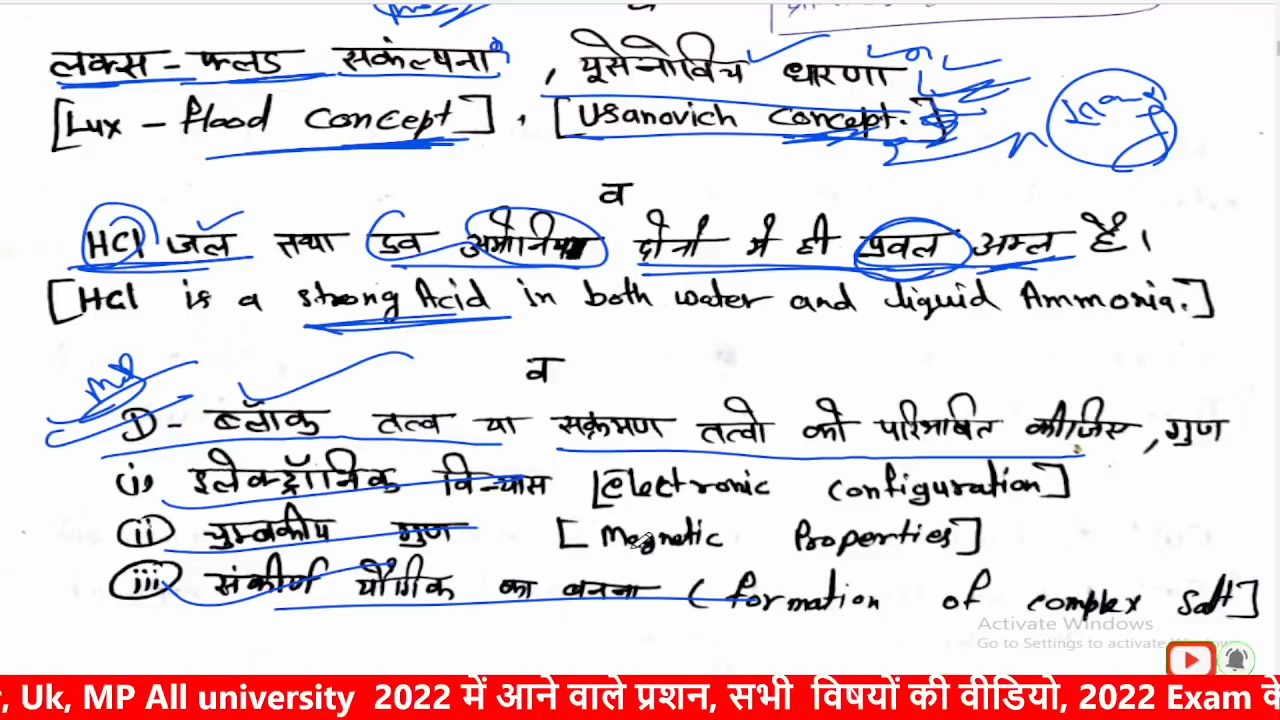 लक्स - फ्लड संकल्पना , यूसेनोविच धारणा
[Lux - flood Concept] , [Usanovich Concept.]
व
HCl जल तथा द्रव अमोनिया दोनों में ही प्रबल अम्ल है।
[HCl is a strong Acid in both water and liquid Ammonia.]
व
D- ब्लॉक तत्व या संक्रमण तत्वो को परिभाषित कीजिए, गुण
(i) इलेक्ट्रॉनिक विन्यास [Electronic Configuration]
(ii) चुम्बकीय गुण [Magnetic Properties]
(iii) संकीर्ण यौगिक का बनना (formation of complex Salt]
Activate Windows
Go to Settings to activate Windows.
, Uk, MP All university 2022 में आने वाले प्रशन, सभी विषयों की वीडियो, 2022 Exam के